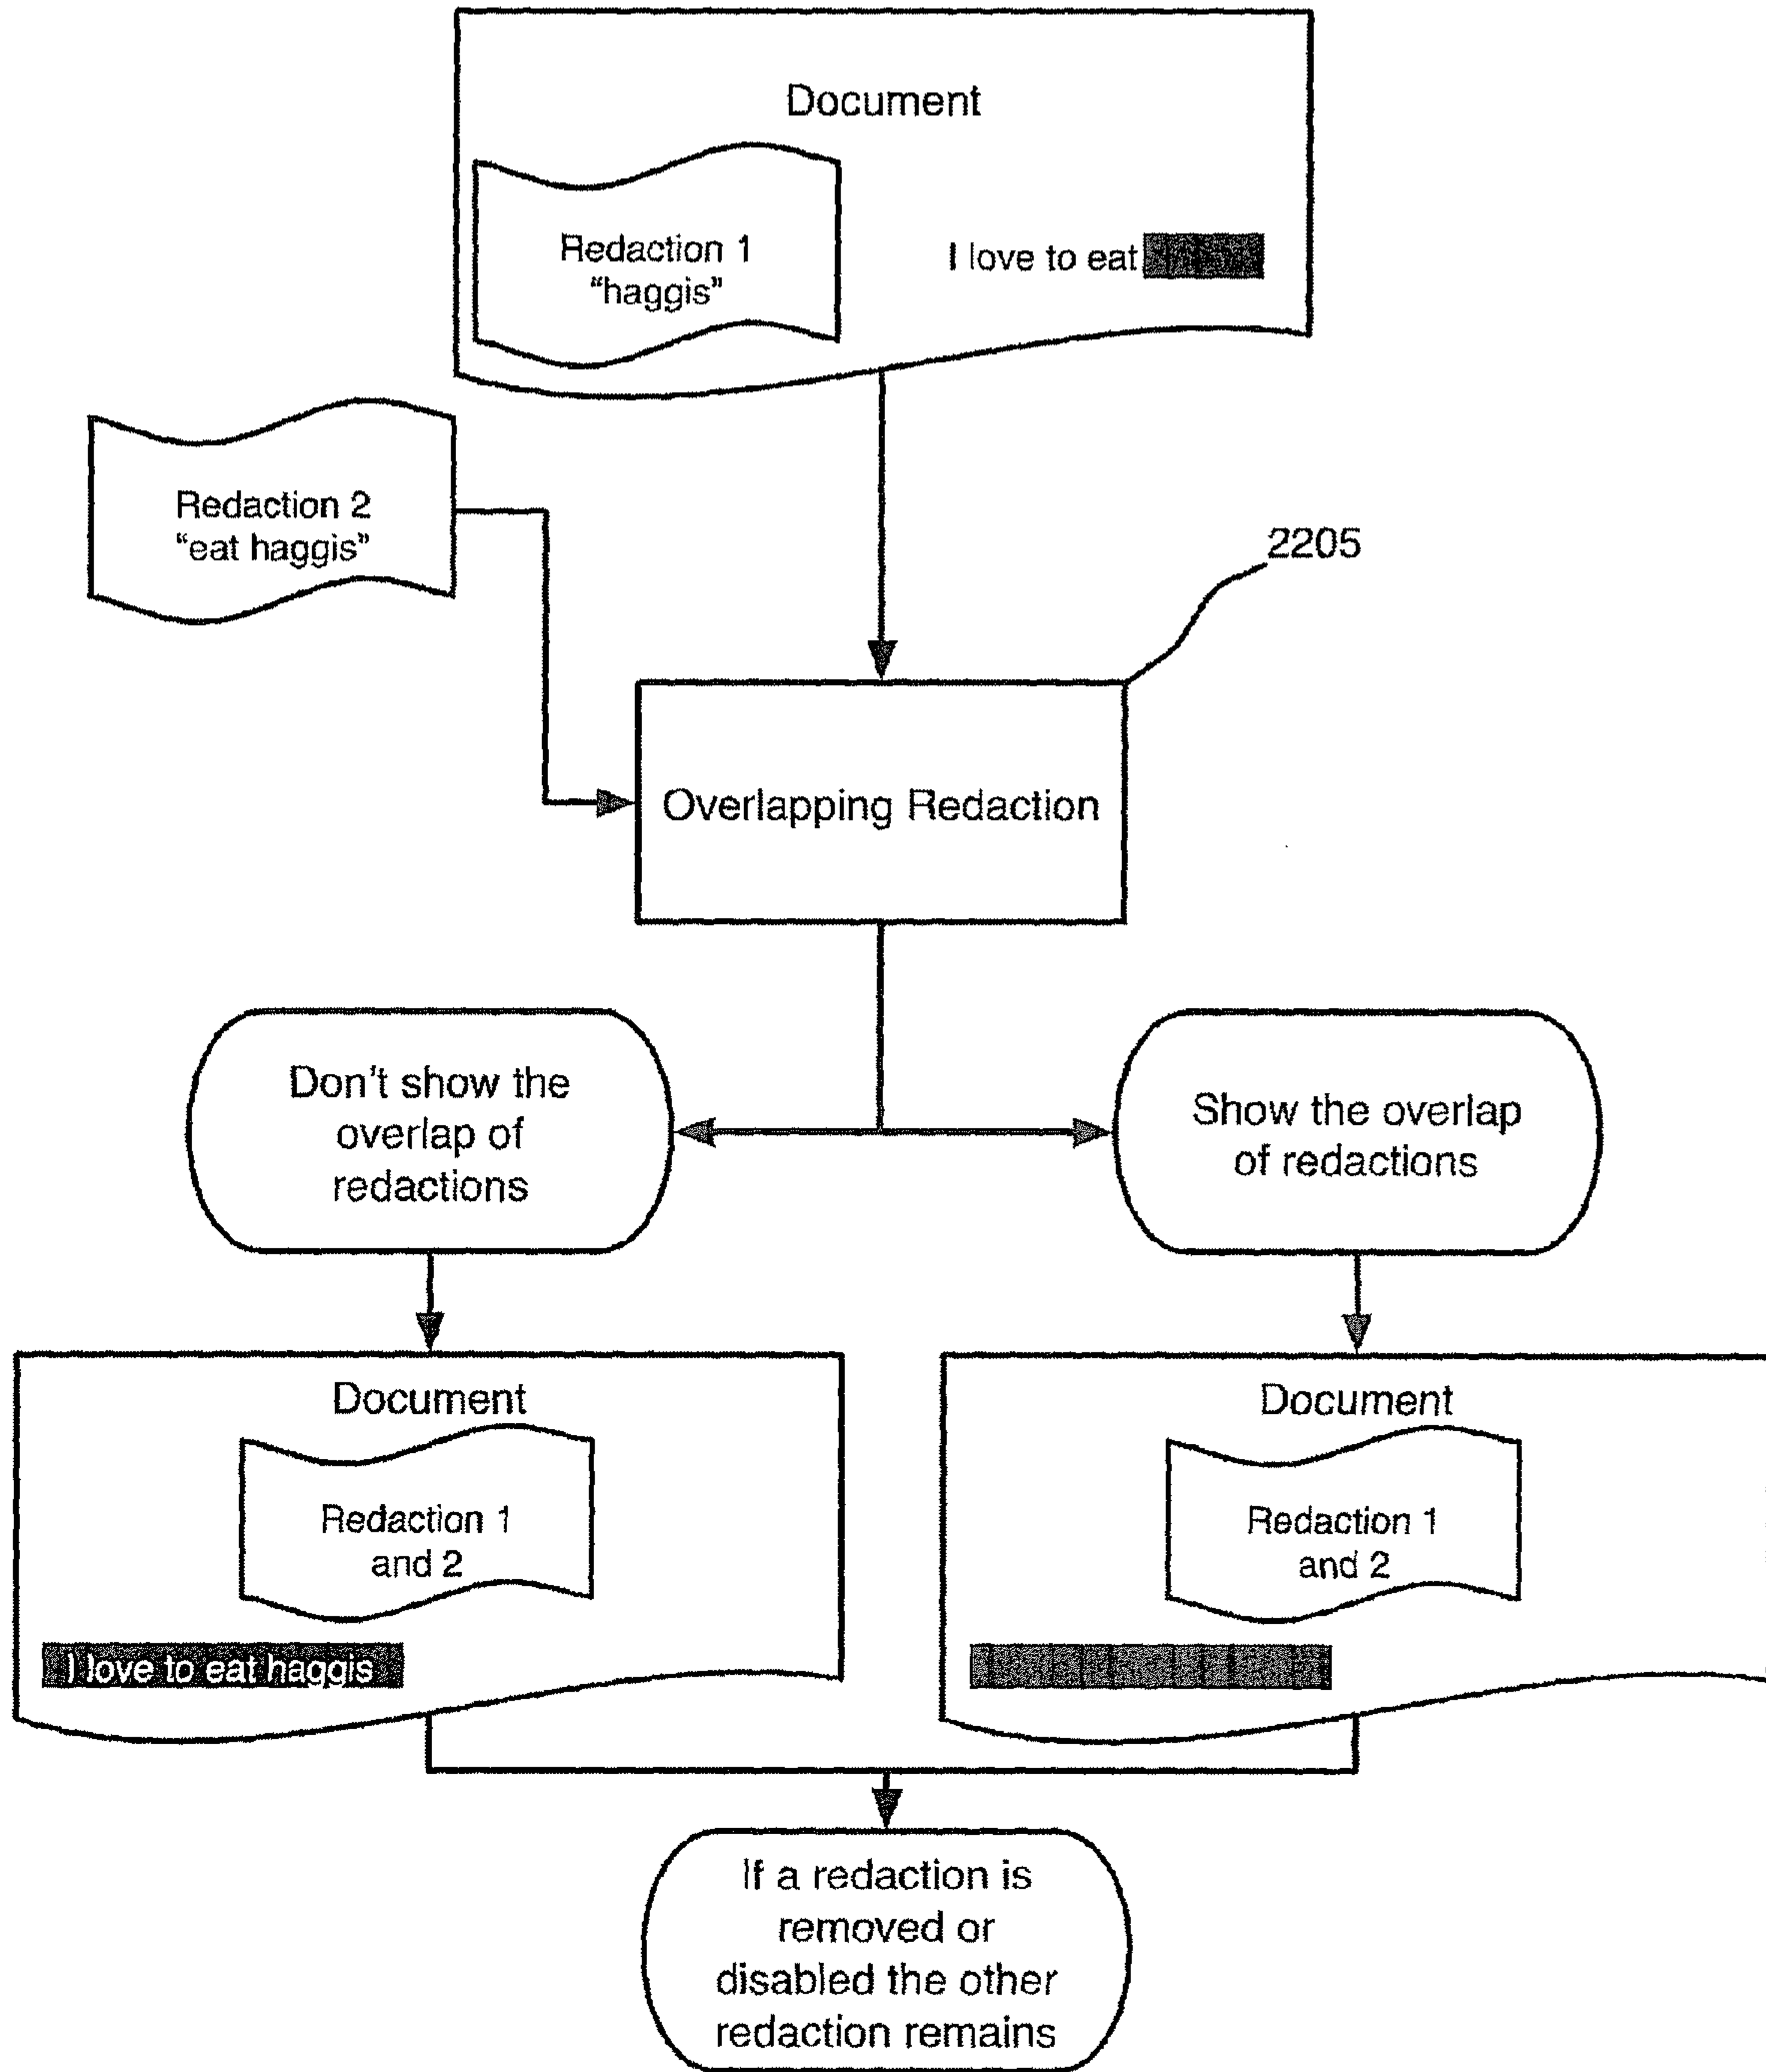 Document
Redaction 1
“haggis”
I love to eat
Redaction 2
“eat haggis”
2205
Overlapping Redaction
Don't show the
overlap of
redactions
Show the overlap
of redactions
Document
Redaction 1
and 2
I love to eat haggis
Document
Redaction 1
and 2
If a redaction is
removed or
disabled the other
redaction remains